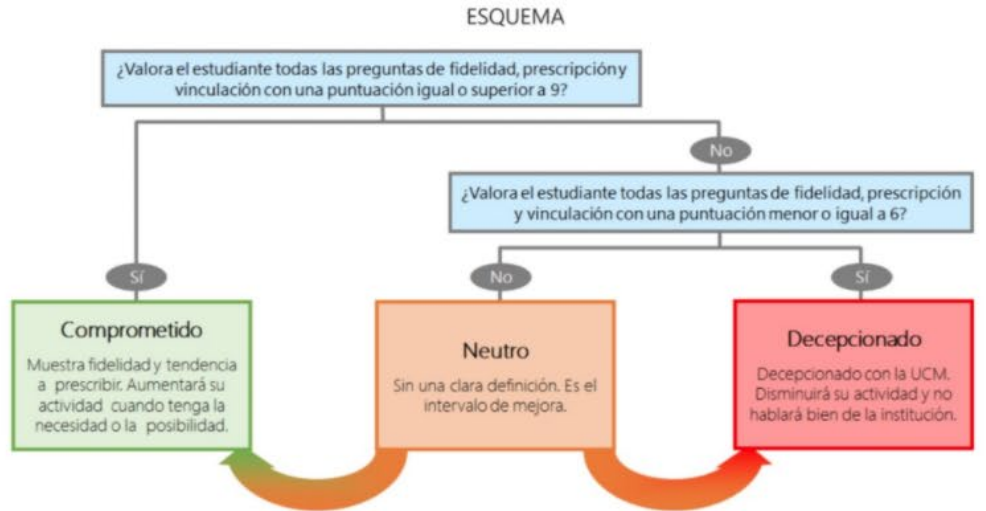 ESQUEMA
¿Valora el estudiante todas las preguntas de fidelidad, prescripción y
vinculación con una puntuación igual o superior a 9?
No
¿Valora el estudiante todas las preguntas de fidelidad, prescripción
y vinculación con una puntuación menor o igual a 6?
Sí
No
Sí
Comprometido
Muestra fidelidad y tendencia
a prescribir. Aumentará su
actividad cuando tenga la
necesidad o la posibilidad.
Neutro
Sin una clara definición. Es el
intervalo de mejora.
Decepcionado
Decepcionado con la UCM.
Disminuirá su actividad y no
hablará bien de la institución.